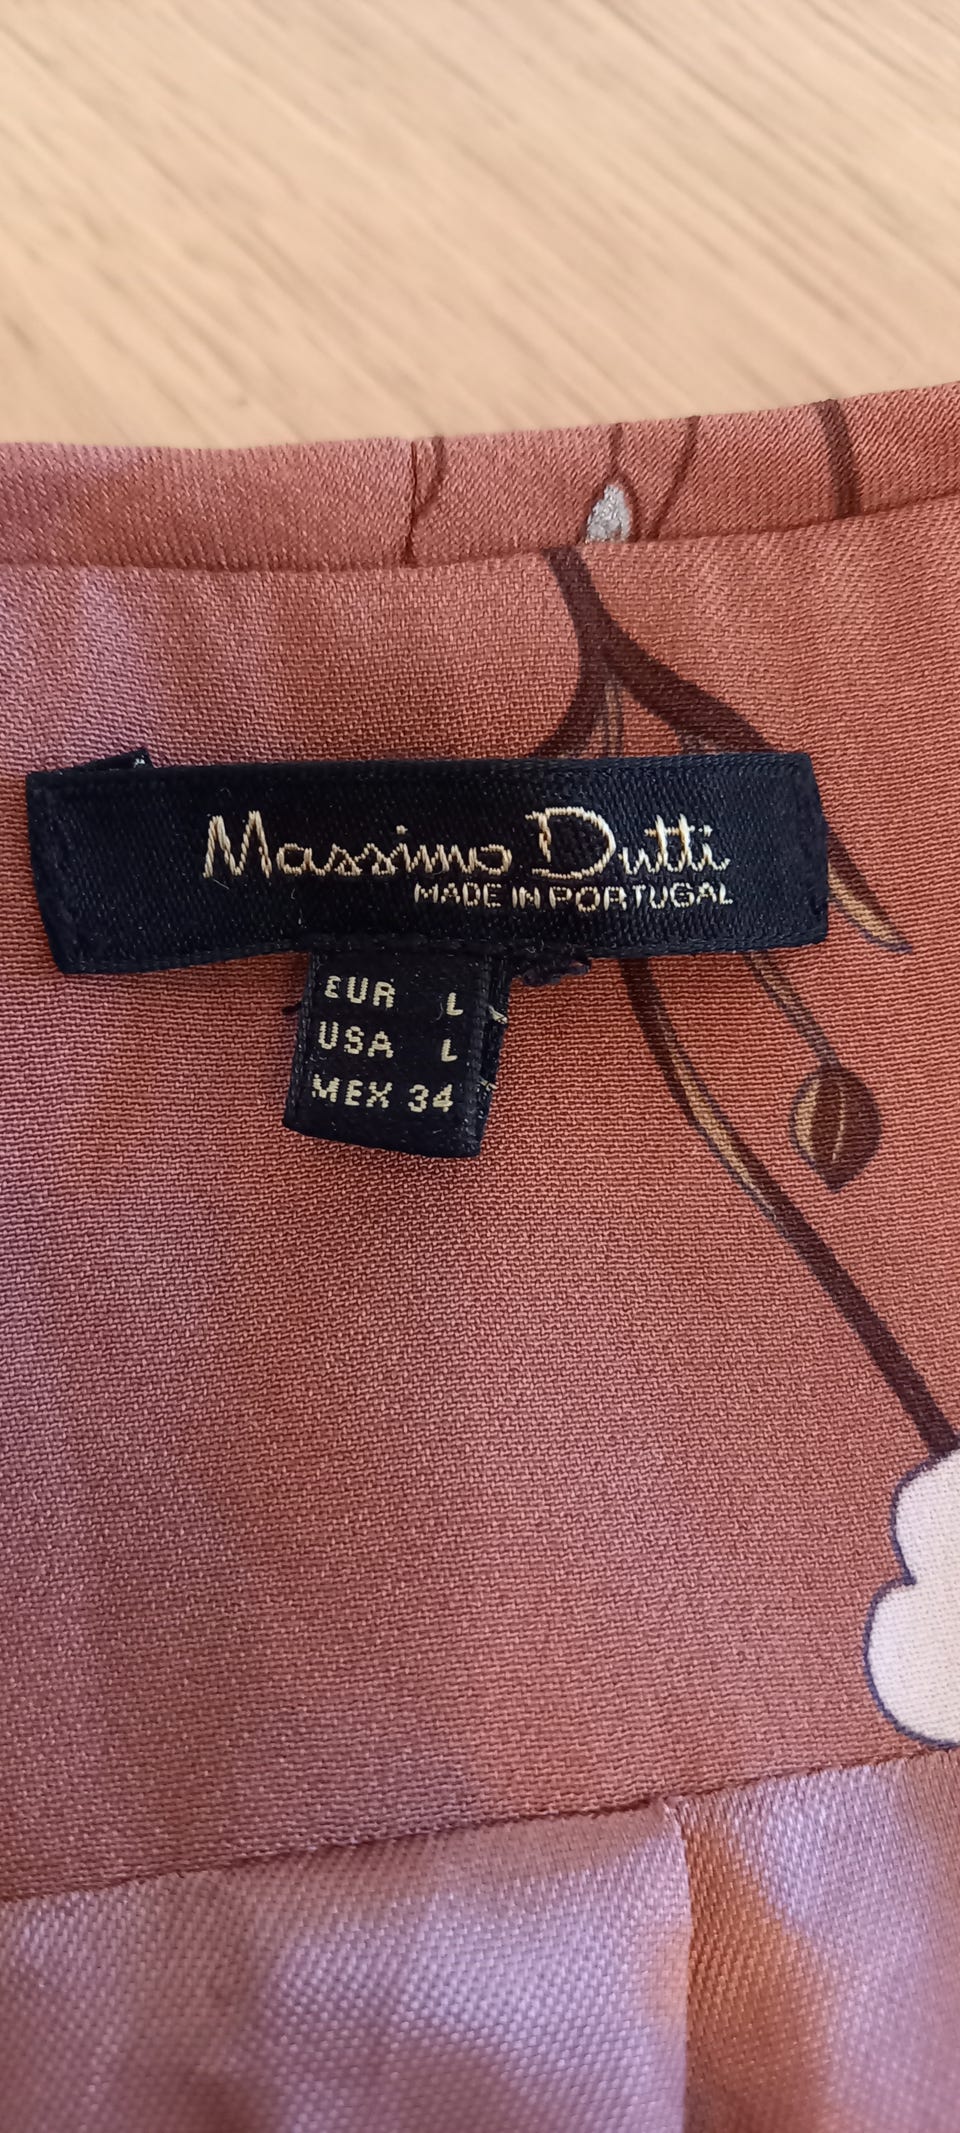 Massimo Dutti
MADE IN PORTUGAL
EUR L
USA L
MEX 34